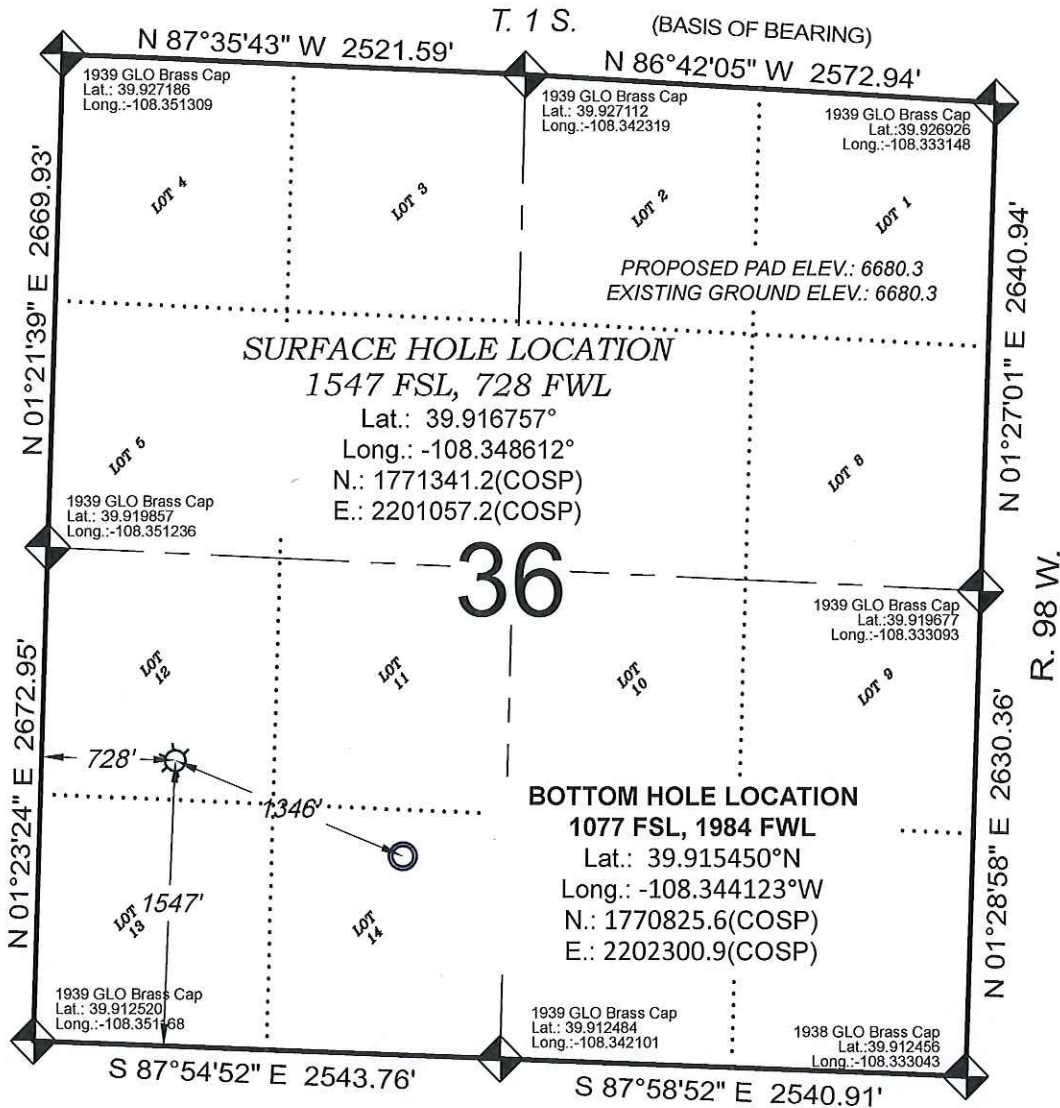 T. 1 S.
(BASIS OF BEARING)
N 87°35'43" W 2521.59'
N 86°42'05" W 2572.94'
1939 GLO Brass Cap
Lat.: 39.927186
Long.:-108.351309
1939 GLO Brass Cap
Lat.: 39.927112
Long.:-108.342319
1939 GLO Brass Cap
Lat.:39.926926
Long.:-108.333148
N 01°21'39" E 2669.93'
LOT 4
LOT 3
LOT 2
LOT 1
N 01°27'01" E 2640.94'
PROPOSED PAD ELEV.: 6680.3
EXISTING GROUND ELEV.: 6680.3
SURFACE HOLE LOCATION
1547 FSL, 728 FWL
Lat.: 39.916757°
Long.: -108.348612°
N.: 1771341.2(COSP)
E.: 2201057.2(COSP)
LOT 5
LOT 8
1939 GLO Brass Cap
Lat.: 39.919857
Long.:-108.351236
36
1939 GLO Brass Cap
Lat.:39.919677
Long.:-108.333093
R. 98 W.
N 01°23'24" E 2672.95'
LOT
12
LOT
11
LOT
10
LOT 9
N 01°28'58" E 2630.36'
728'
1346'
1547'
BOTTOM HOLE LOCATION
1077 FSL, 1984 FWL
Lat.: 39.915450°N
Long.: -108.344123°W
N.: 1770825.6(COSP)
E.: 2202300.9(COSP)
LOT
13
LOT
14
1939 GLO Brass Cap
Lat.: 39.912520
Long.:-108.351168
1939 GLO Brass Cap
Lat.: 39.912484
Long.:-108.342101
1938 GLO Brass Cap
Lat.:39.912456
Long.:-108.333043
S 87°54'52" E 2543.76'
S 87°58'52" E 2540.91'